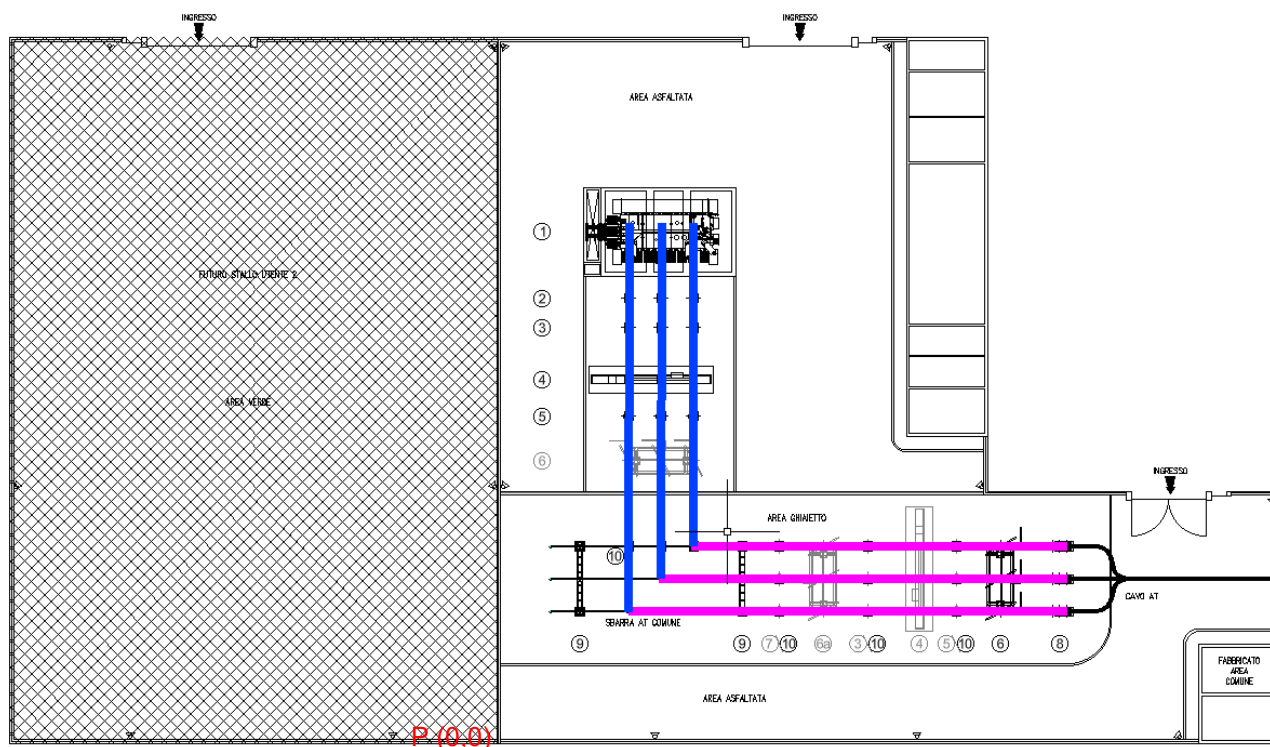 INGRESSO
INGRESSO
AREA ASFALTATA
1
FUTURO STALLO UTENTE 2
2
3
4
AREA VERDE
5
6
INGRESSO
AREA GHIAIETTO
10
CAVO AT
SBARRA AT COMUNE
9 9 7-10 6a 3-10 4 5-10 6 8
FABBRICATO
AREA
COMUNE
AREA ASFALTATA
P (0,0)